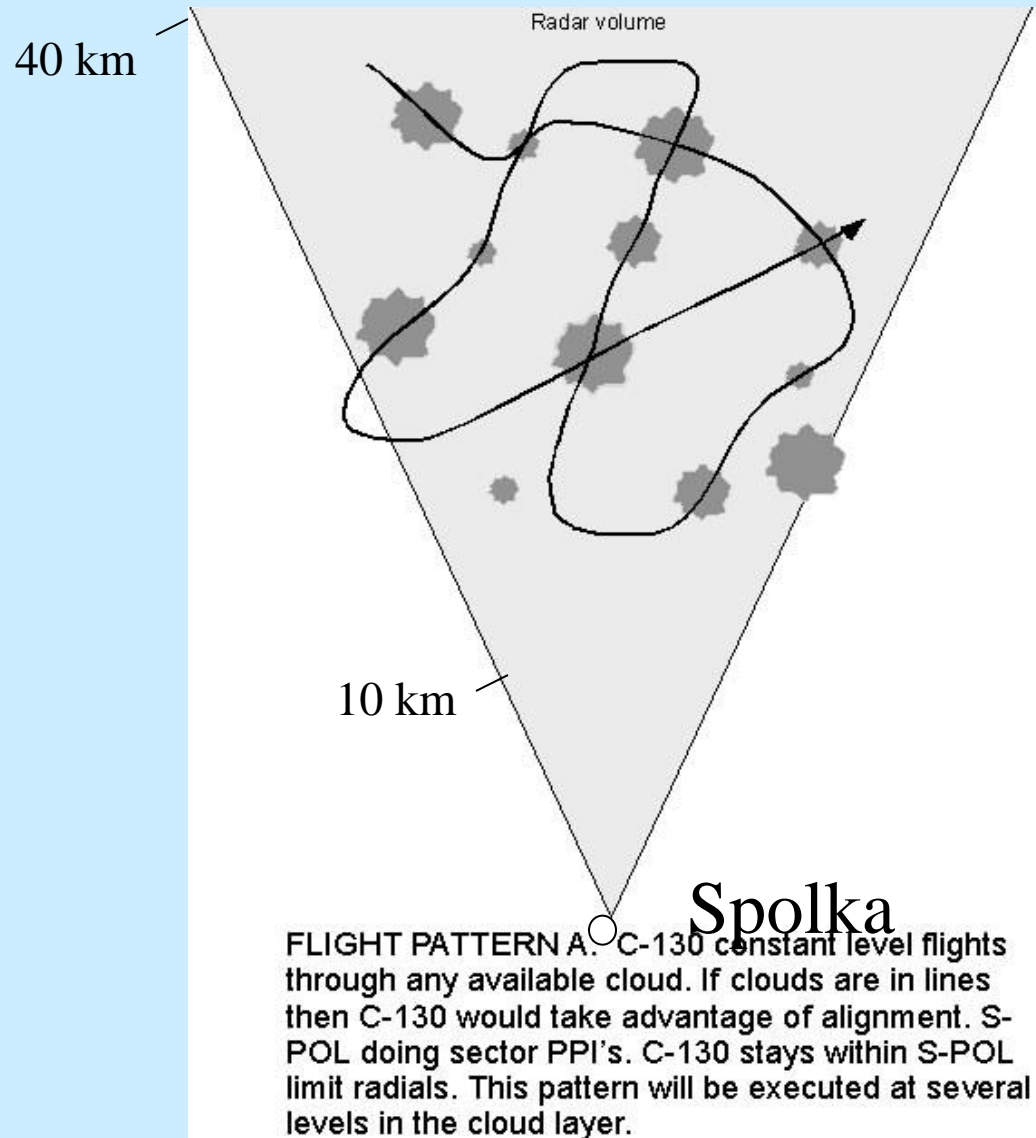 Radar volume
40 km
10 km
Spolka
FLIGHT PATTERN A: C-130 constant level flights
through any available cloud. If clouds are in lines
then C-130 would take advantage of alignment. S-
POL doing sector PPI's. C-130 stays within S-POL
limit radials. This pattern will be executed at several
levels in the cloud layer.